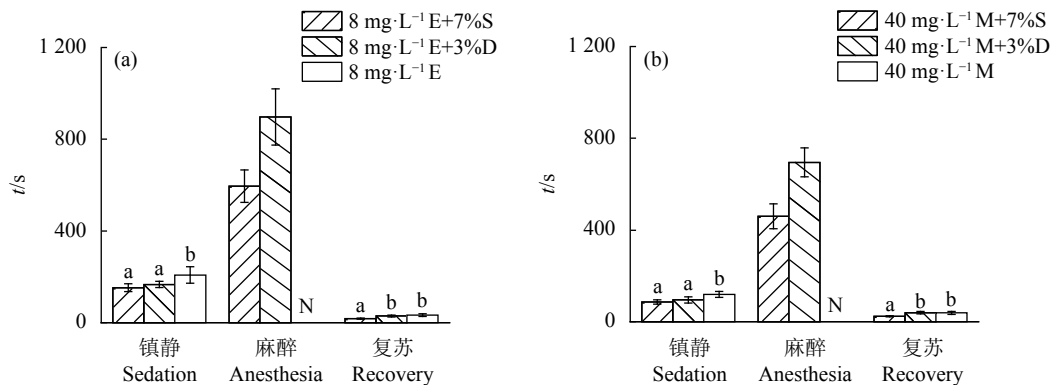 (a)
8 mg·L⁻¹ E+7%S
8 mg·L⁻¹ E+3%D
8 mg·L⁻¹ E
1 200
800
400
0
t/s
a a b
N
a b b
镇静 麻醉 复苏
Sedation Anesthesia Recovery
(b)
40 mg·L⁻¹ M+7%S
40 mg·L⁻¹ M+3%D
40 mg·L⁻¹ M
1 200
800
400
0
t/s
a a b
N
a b b
镇静 麻醉 复苏
Sedation Anesthesia Recovery